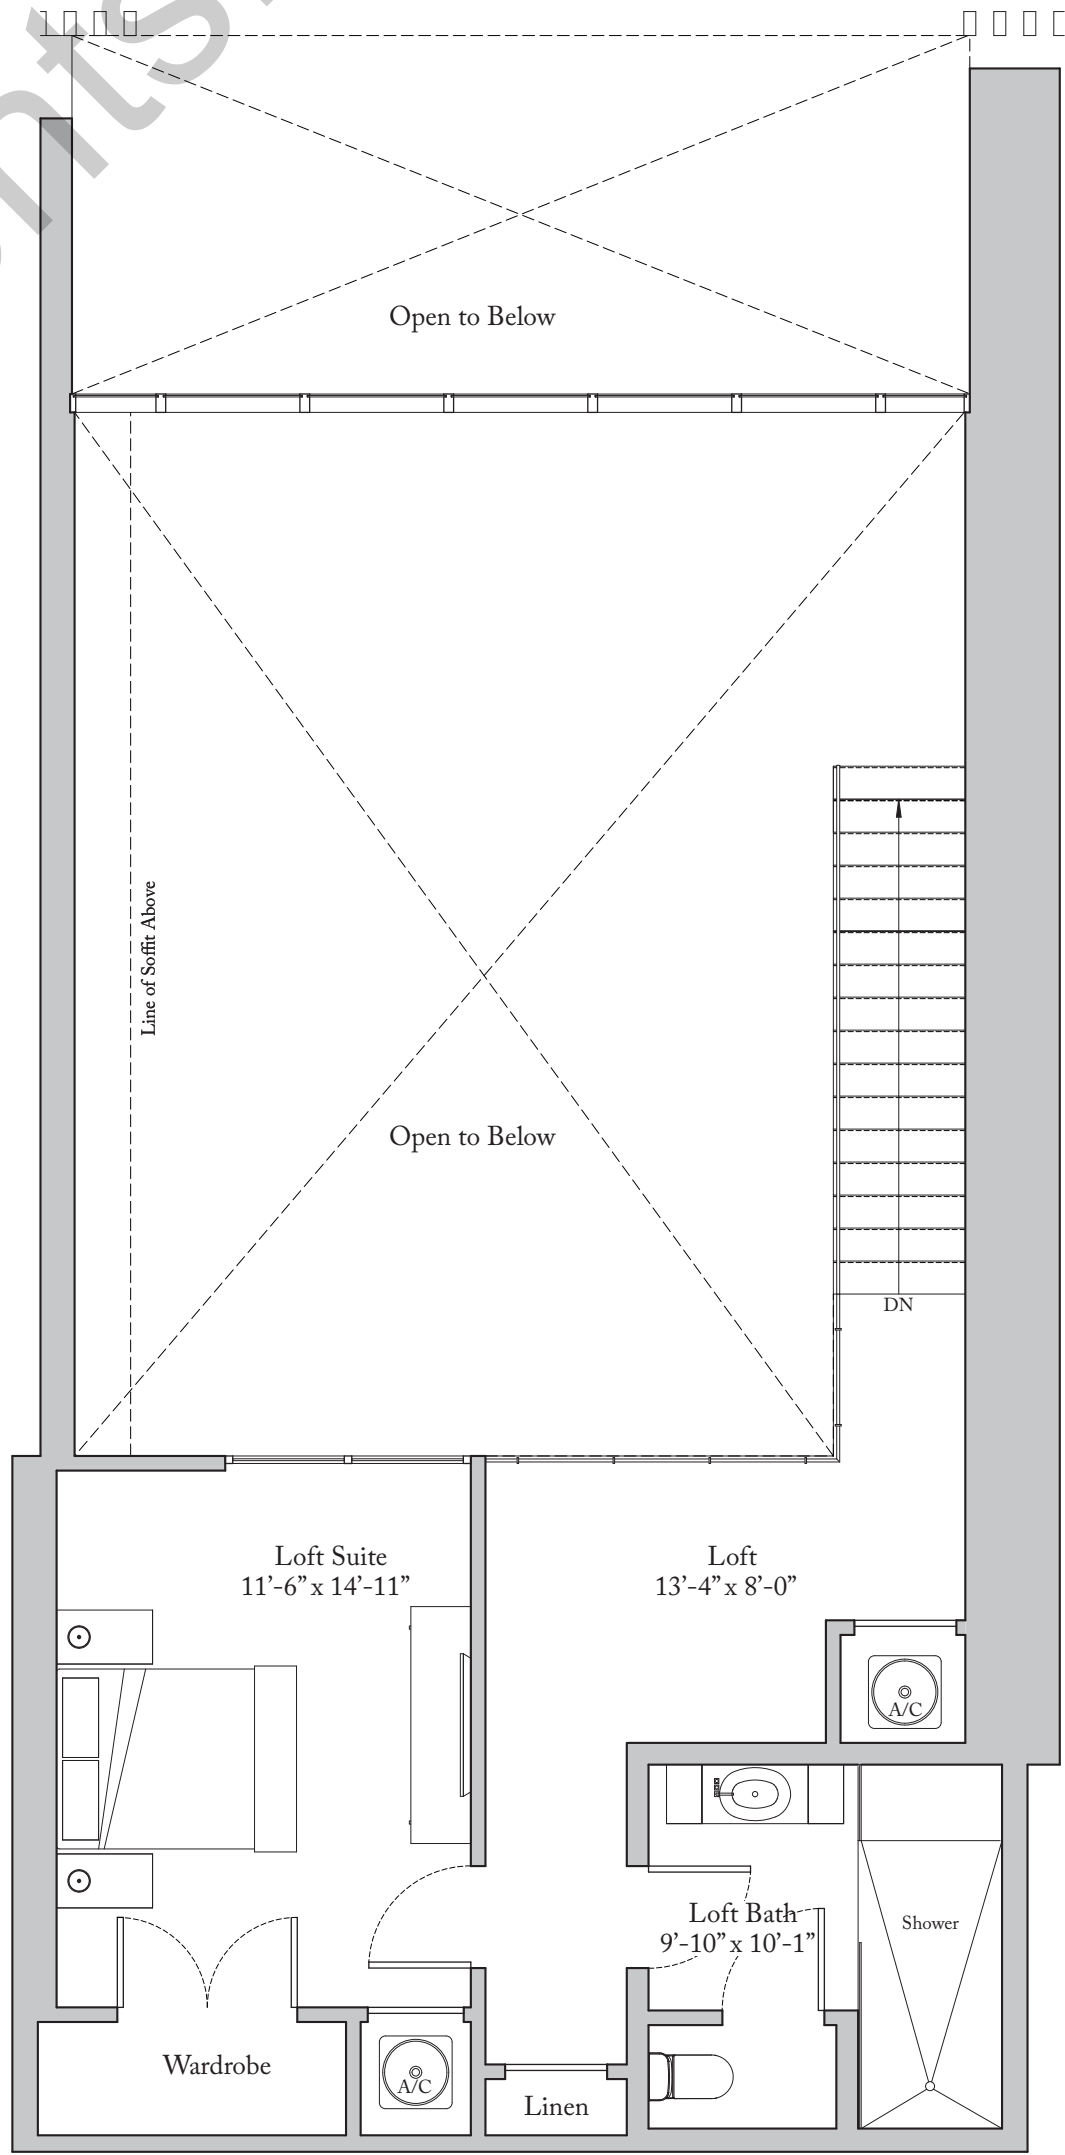 Open to Below
Line of Soffit Above
Open to Below
DN
Loft Suite
11’-6” x 14’-11”
Loft
13’-4” x 8’-0”
A/C
Loft Bath
9’-10” x 10’-1”
Shower
Wardrobe
A/C
Linen